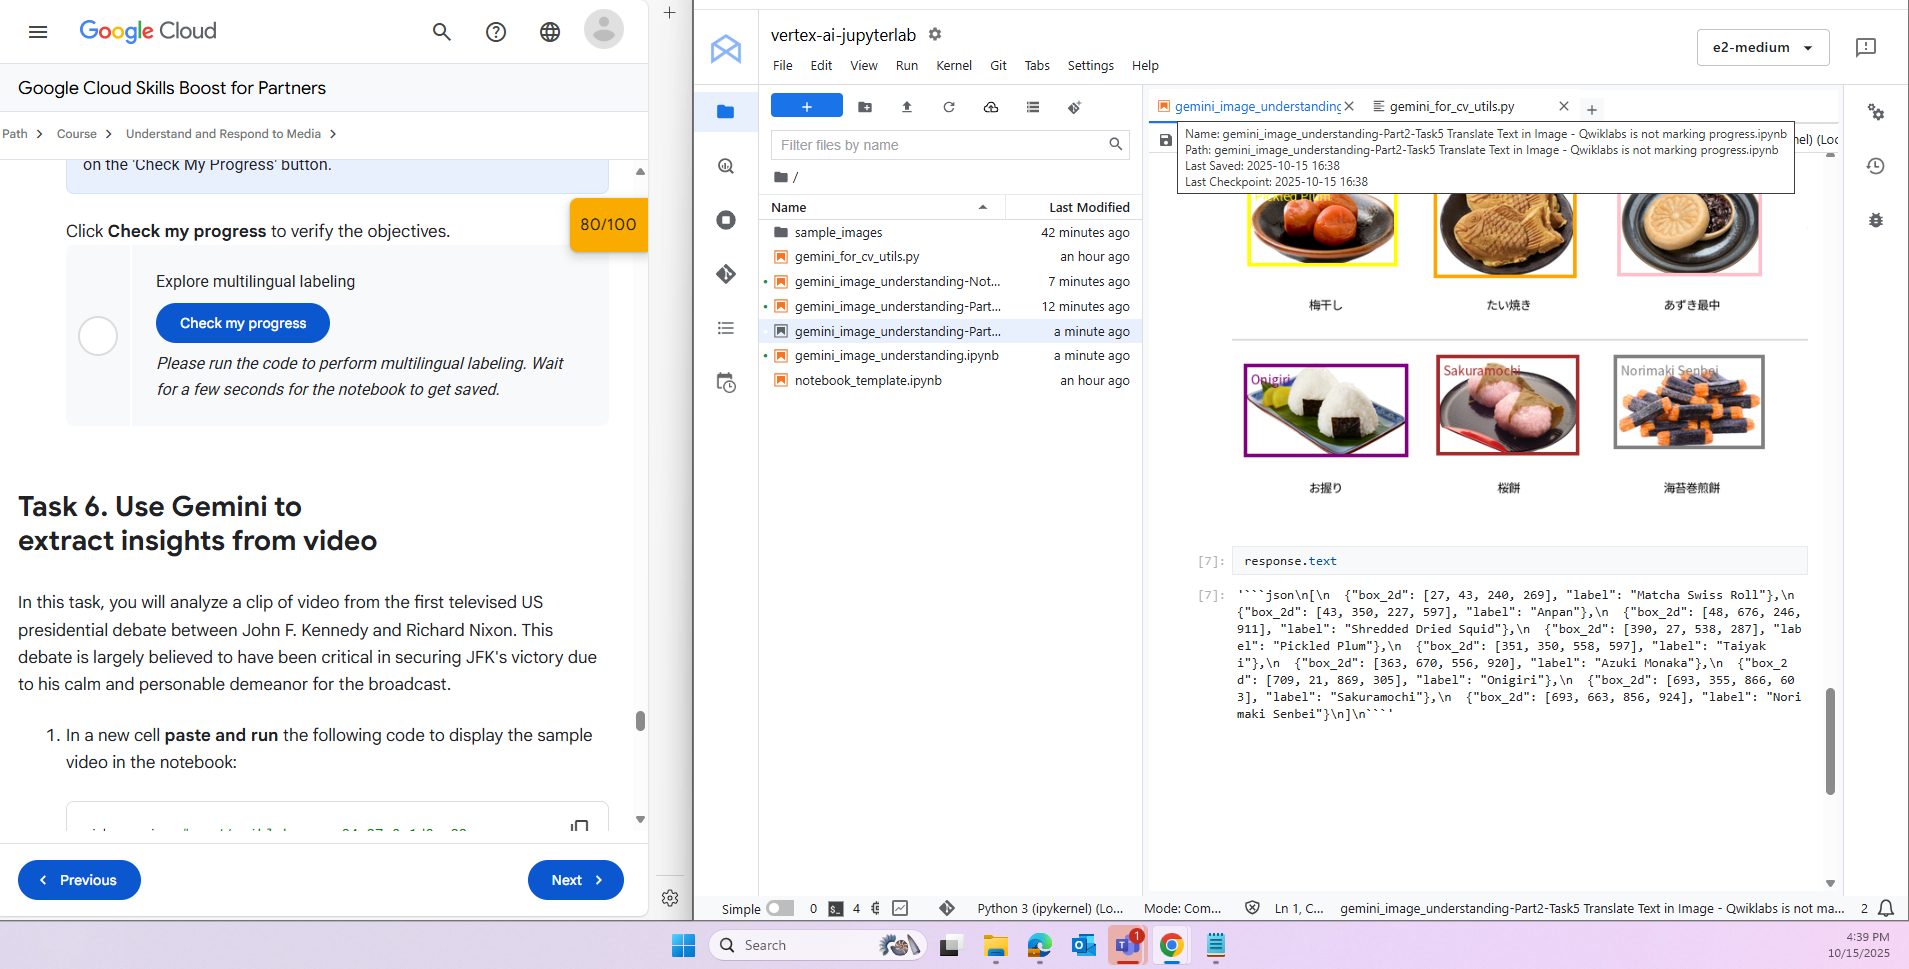 Google Cloud
Google Cloud Skills Boost for Partners
Path
Course
Understand and Respond to Media
on the 'Check My Progress' button.
Click Check my progress to verify the objectives.
80/100
Explore multilingual labeling
Check my progress
Please run the code to perform multilingual labeling. Wait
for a few seconds for the notebook to get saved.
Task 6. Use Gemini to
extract insights from video
In this task, you will analyze a clip of video from the first televised US
presidential debate between John F. Kennedy and Richard Nixon. This
debate is largely believed to have been critical in securing JFK's victory due
to his calm and personable demeanor for the broadcast.
1. In a new cell paste and run the following code to display the sample
video in the notebook:
Previous
Next
vertex-ai-jupyterlab
File Edit View Run Kernel Git Tabs Settings Help
e2-medium
Filter files by name
/
Name Last Modified
sample_images 42 minutes ago
gemini_for_cv_utils.py an hour ago
gemini_image_understanding-Not... 7 minutes ago
gemini_image_understanding-Part... 12 minutes ago
gemini_image_understanding-Part... a minute ago
gemini_image_understanding.ipynb a minute ago
notebook_template.ipynb an hour ago
gemini_image_understanding
gemini_for_cv_utils.py
Name: gemini_image_understanding-Part2-Task5 Translate Text in Image - Qwiklabs is not marking progress.ipynb
Path: gemini_image_understanding-Part2-Task5 Translate Text in Image - Qwiklabs is not marking progress.ipynb
Last Saved: 2025-10-15 16:38
Last Checkpoint: 2025-10-15 16:38
nel) (Loc
Pickled Plum
梅干し たい焼き あずき最中
Onigiri Sakuramochi Norimaki Senbei
お握り 桜餅 海苔巻煎餅
[7]: response.text
[7]: '```json\n[\n  {"box_2d": [27, 43, 240, 269], "label": "Matcha Swiss Roll"},\n
{"box_2d": [43, 350, 227, 597], "label": "Anpan"},\n  {"box_2d": [48, 676, 246,
911], "label": "Shredded Dried Squid"},\n  {"box_2d": [390, 27, 538, 287], "lab
el": "Pickled Plum"},\n  {"box_2d": [351, 350, 558, 597], "label": "Taiyak
i"},\n  {"box_2d": [363, 670, 556, 920], "label": "Azuki Monaka"},\n  {"box_2
d": [709, 21, 869, 305], "label": "Onigiri"},\n  {"box_2d": [693, 355, 866, 60
3], "label": "Sakuramochi"},\n  {"box_2d": [693, 663, 856, 924], "label": "Nori
maki Senbei"}\n]\n```'
Simple 0 $_ 4 Python 3 (ipykernel) (Lo... Mode: Com... Ln 1, C... gemini_image_understanding-Part2-Task5 Translate Text in Image - Qwiklabs is not ma... 2
Search
1
4:39 PM
10/15/2025